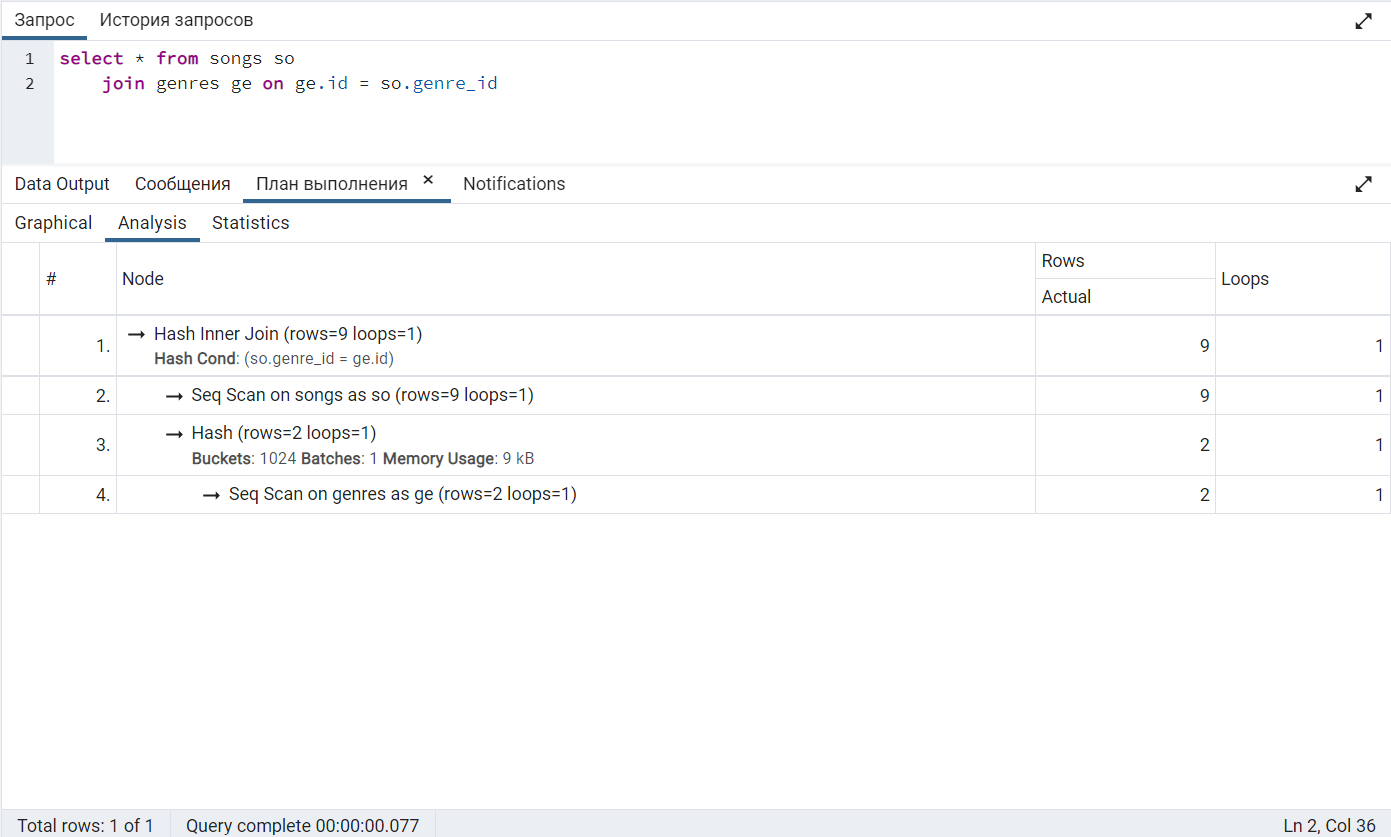 Запрос История запросов
1 select * from songs so
2 join genres ge on ge.id = so.genre_id
Data Output Сообщения План выполнения × Notifications
Graphical Analysis Statistics
# Node Rows Loops
Actual
1. → Hash Inner Join (rows=9 loops=1) 9 1
Hash Cond: (so.genre_id = ge.id)
2. → Seq Scan on songs as so (rows=9 loops=1) 9 1
3. → Hash (rows=2 loops=1) 2 1
Buckets: 1024 Batches: 1 Memory Usage: 9 kB
4. → Seq Scan on genres as ge (rows=2 loops=1) 2 1
Total rows: 1 of 1 Query complete 00:00:00.077 Ln 2, Col 36